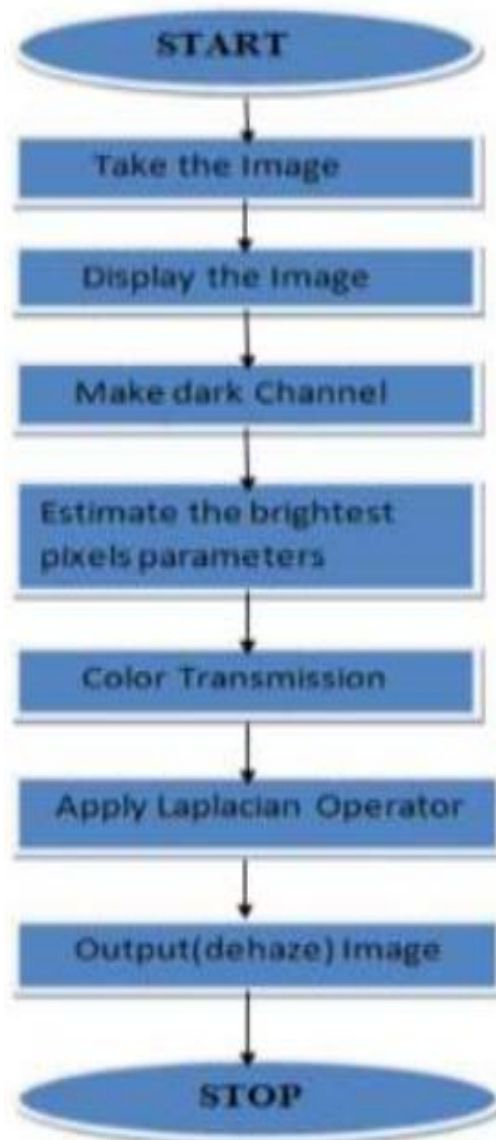 START
Take the Image
Display the Image
Make dark Channel
Estimate the brightest
pixels parameters
Color Transmission
Apply Laplacian Operator
Output(dehaze) Image
STOP